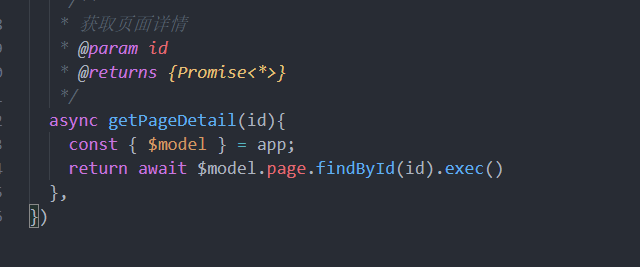 /**
* 获取页面详情
* @param id
* @returns {Promise<*>}
*/
async getPageDetail(id){
const { $model } = app;
return await $model.page.findById(id).exec()
},
})